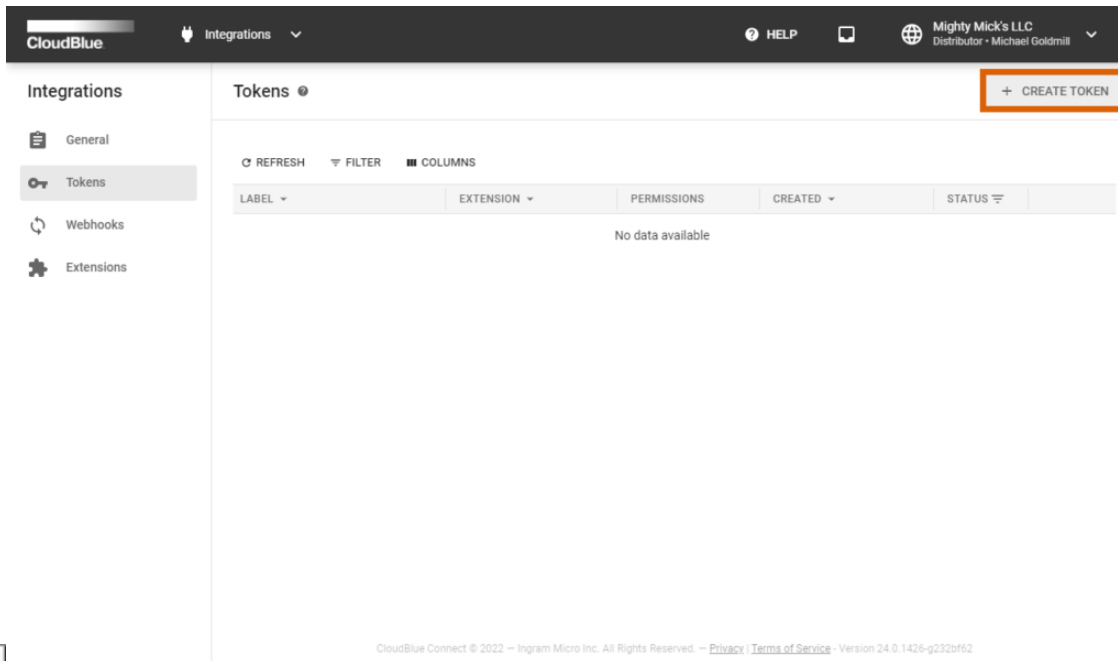 CloudBlue
Integrations
HELP
Mighty Mick's LLC
Distributor • Michael Goldmill
Integrations
General
Tokens
Webhooks
Extensions
Tokens
+ CREATE TOKEN
REFRESH FILTER COLUMNS
LABEL EXTENSION PERMISSIONS CREATED STATUS
No data available
CloudBlue Connect © 2022 — Ingram Micro Inc. All Rights Reserved. — Privacy | Terms of Service - Version 24.0.1426-g232bf62